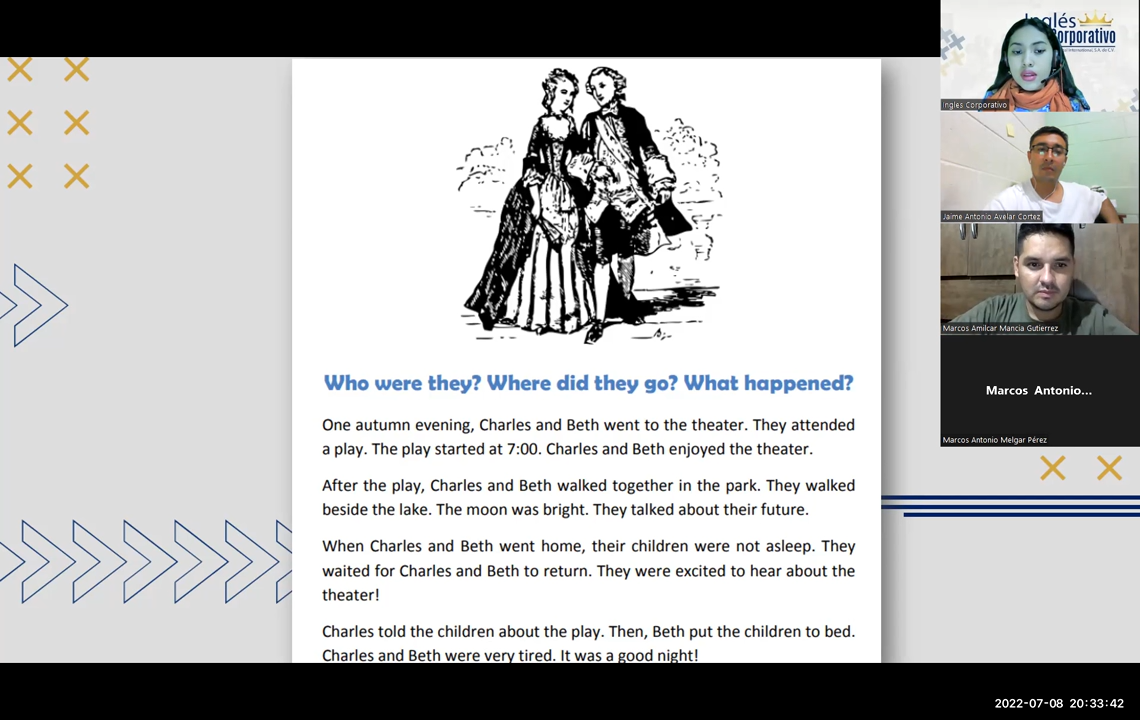 Who were they? Where did they go? What happened?
One autumn evening, Charles and Beth went to the theater. They attended
a play. The play started at 7:00. Charles and Beth enjoyed the theater.
After the play, Charles and Beth walked together in the park. They walked
beside the lake. The moon was bright. They talked about their future.
When Charles and Beth went home, their children were not asleep. They
waited for Charles and Beth to return. They were excited to hear about the
theater!
Charles told the children about the play. Then, Beth put the children to bed.
Charles and Beth were very tired. It was a good night!
Inglés
Corporativo
Ingles Corporativo
Jaime Antonio Avelar Cortez
Marcos Amilcar Mancia Gutierrez
Marcos Antonio...
Marcos Antonio Melgar Pérez
2022-07-08 20:33:42